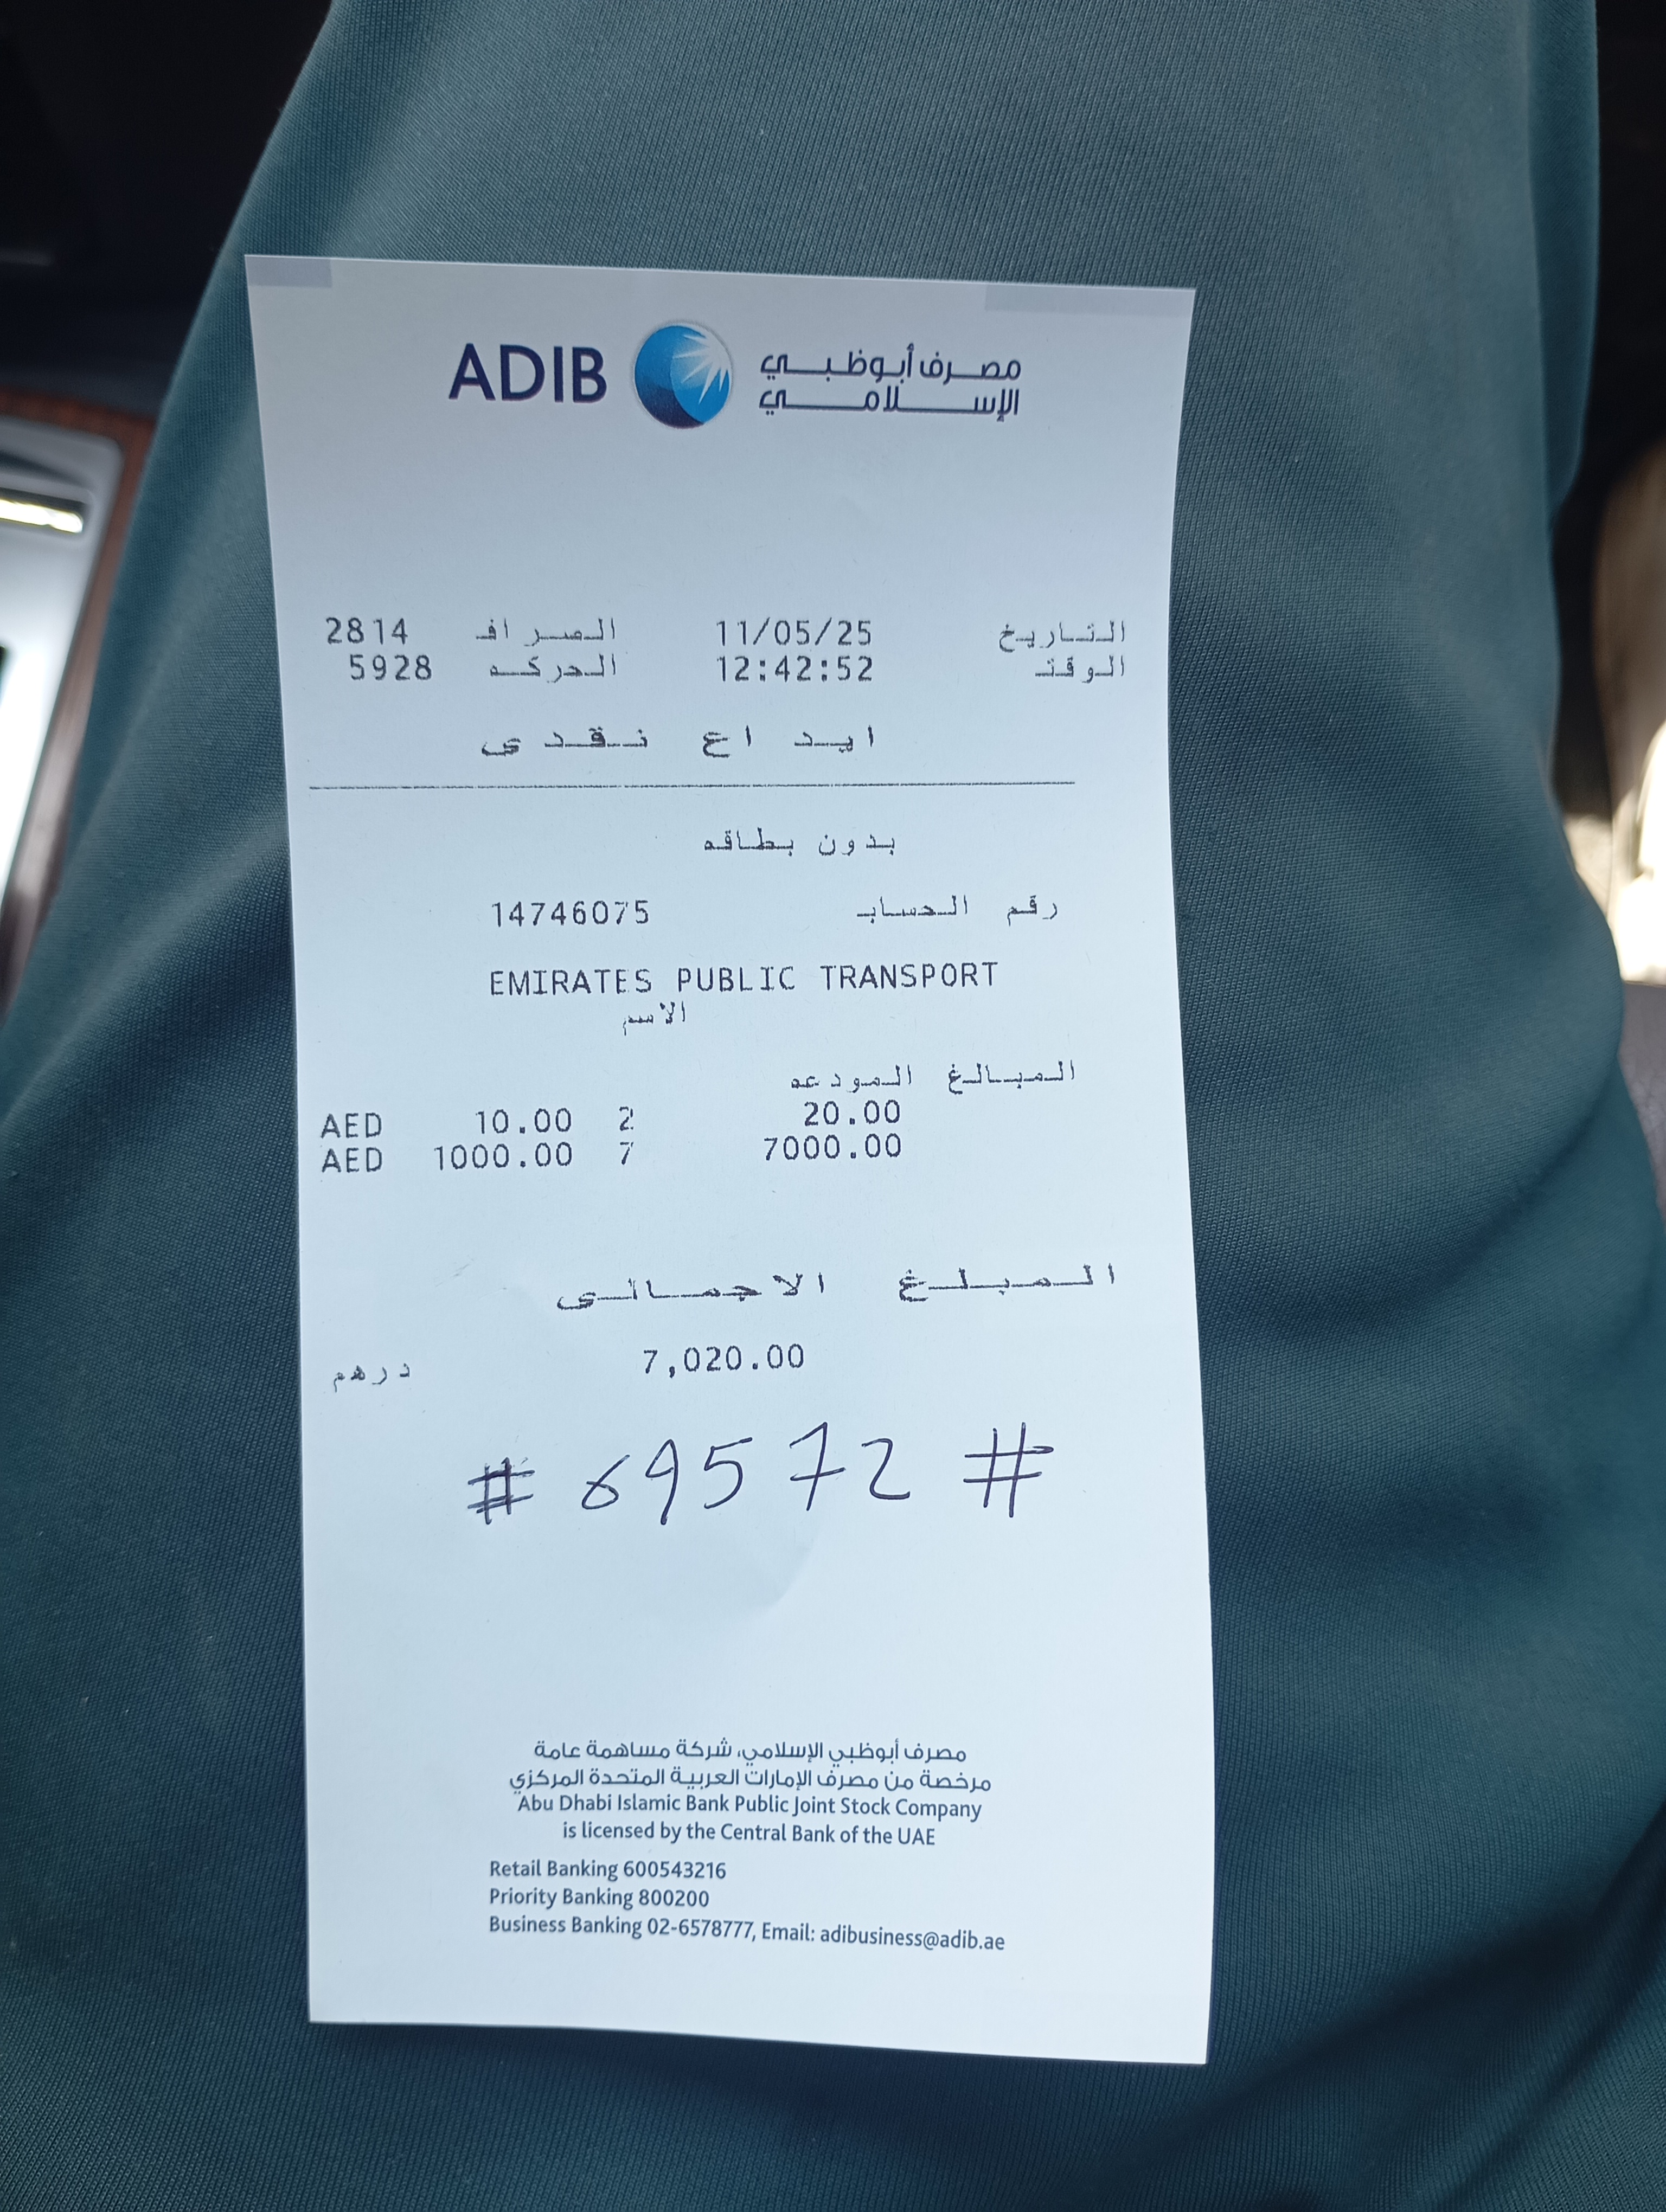 ADIB مصرف أبوظبي
الإسلامي
التاريخ 11/05/25 الصراف 2814
الوقت 12:42:52 الحركه 5928
ايداع نقدى
بدون بطاقه
رقم الحساب 14746075
EMIRATES PUBLIC TRANSPORT
الاسم
المبالغ المودعه
AED 10.00 2 20.00
AED 1000.00 7 7000.00
المبلغ الاجمالى
7,020.00 درهم
# 69572 #
مصرف أبوظبي الإسلامي، شركة مساهمة عامة
مرخصة من مصرف الإمارات العربية المتحدة المركزي
Abu Dhabi Islamic Bank Public Joint Stock Company
is licensed by the Central Bank of the UAE
Retail Banking 600543216
Priority Banking 800200
Business Banking 02-6578777, Email: adibusiness@adib.ae